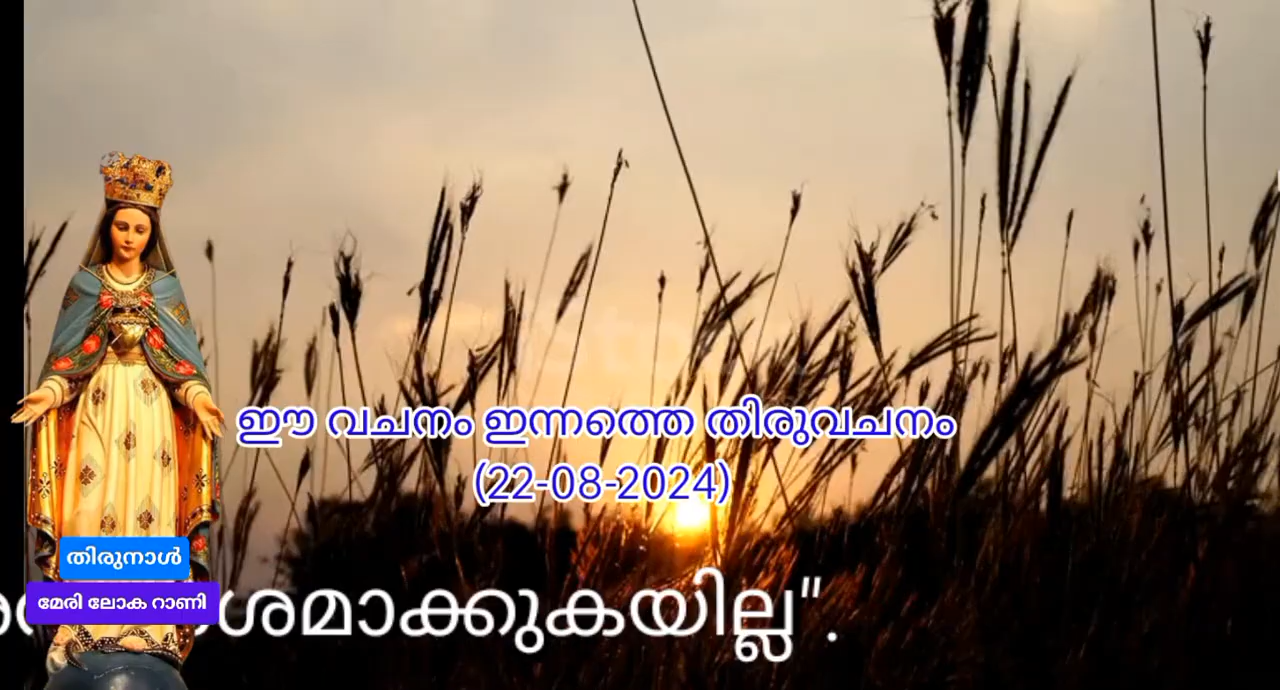 ഈ വചനം ഇന്നത്തെ തിരുവചനം
(22-08-2024)
തിരുനാൾ
മേരി ലോക റാണി
ശമാക്കുകയില്ല".